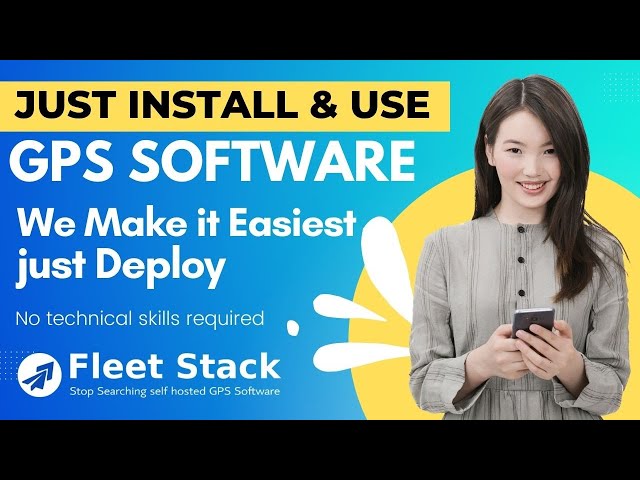 JUST INSTALL & USE
GPS SOFTWARE
We Make it Easiest
just Deploy
No technical skills required
Fleet Stack
Stop Searching self hosted GPS Software